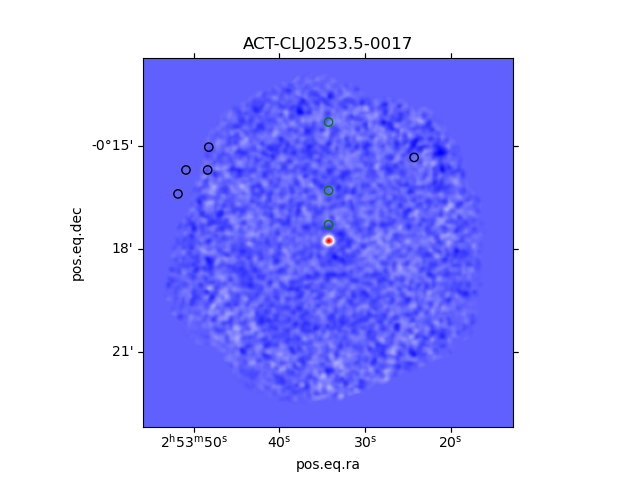 ACT-CLJ0253.5-0017
-0°15'
18'
21'
pos.eq.dec
2ʰ53ᵐ50ˢ 40ˢ 30ˢ 20ˢ
pos.eq.ra